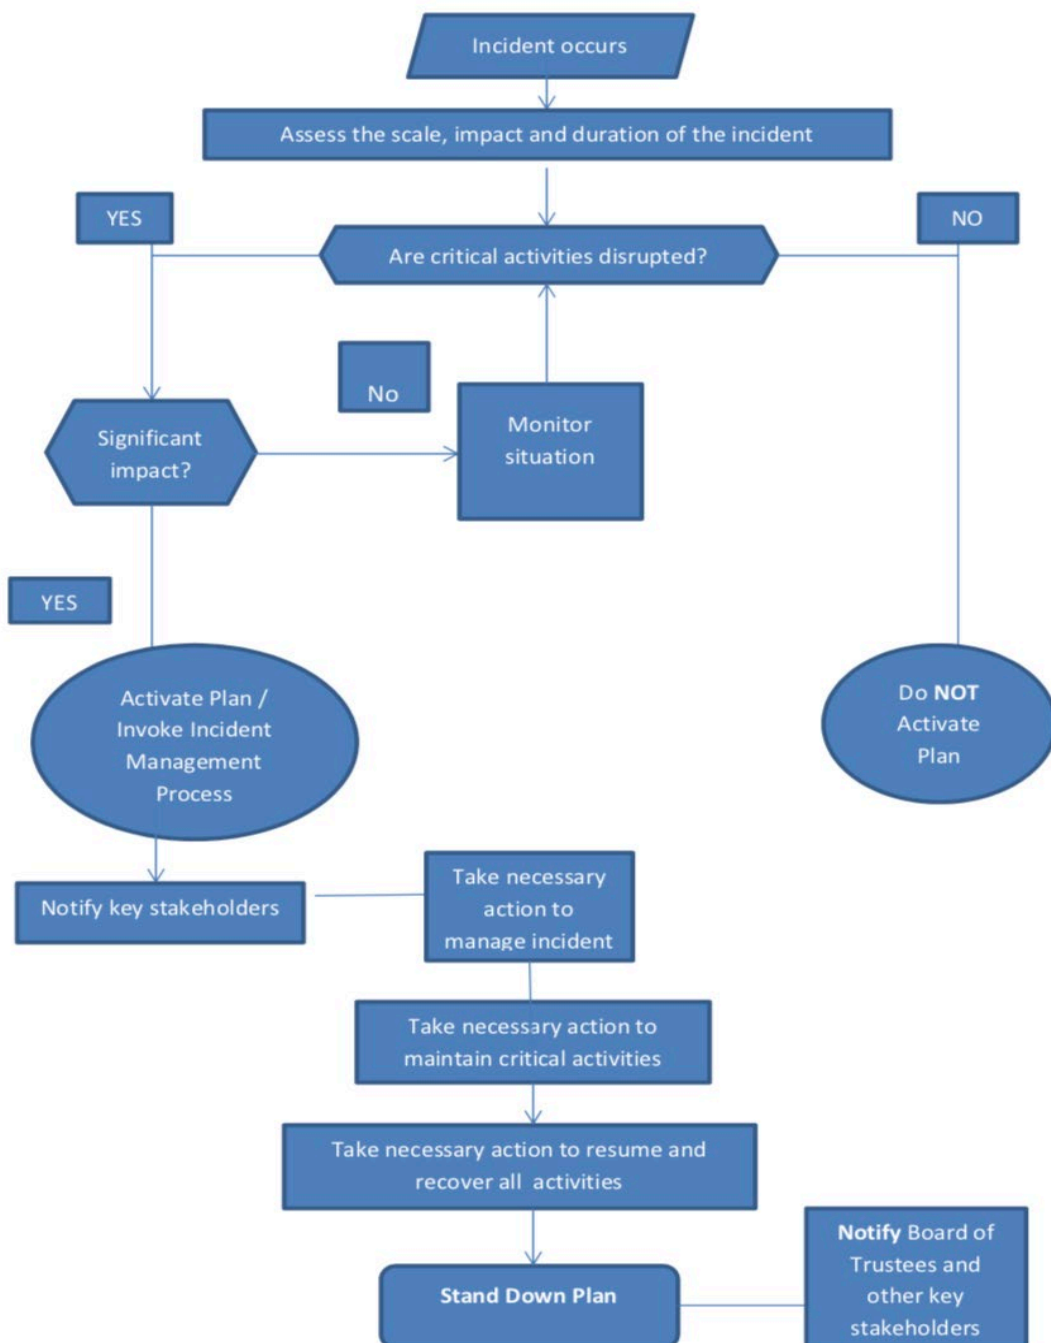 Incident occurs
Assess the scale, impact and duration of the incident
YES
NO
Are critical activities disrupted?
No
Monitor
situation
Significant
impact?
YES
Activate Plan /
Invoke Incident
Management
Process
Do NOT
Activate
Plan
Notify key stakeholders
Take necessary
action to
manage incident
Take necessary action to
maintain critical activities
Take necessary action to resume and
recover all activities
Stand Down Plan
Notify Board of
Trustees and
other key
stakeholders